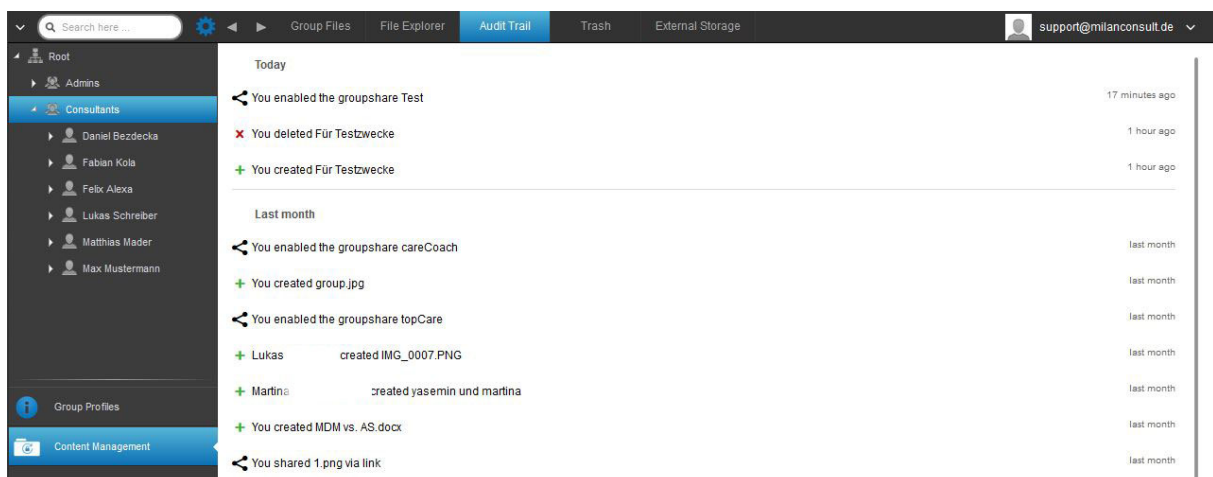 Search here ...
Group Files File Explorer Audit Trail Trash External Storage
support@milanconsult.de
Root
Admins
Consultants
Daniel Bezdecka
Fabian Kola
Felix Alexa
Lukas Schreiber
Matthias Mader
Max Mustermann
Group Profiles
Content Management
Today
You enabled the groupshare Test 17 minutes ago
You deleted Für Testzwecke 1 hour ago
You created Für Testzwecke 1 hour ago
Last month
You enabled the groupshare careCoach last month
You created group.jpg last month
You enabled the groupshare topCare last month
Lukas created IMG_0007.PNG last month
Martina created yasemin und martina last month
You created MDM vs. AS.docx last month
You shared 1.png via link last month